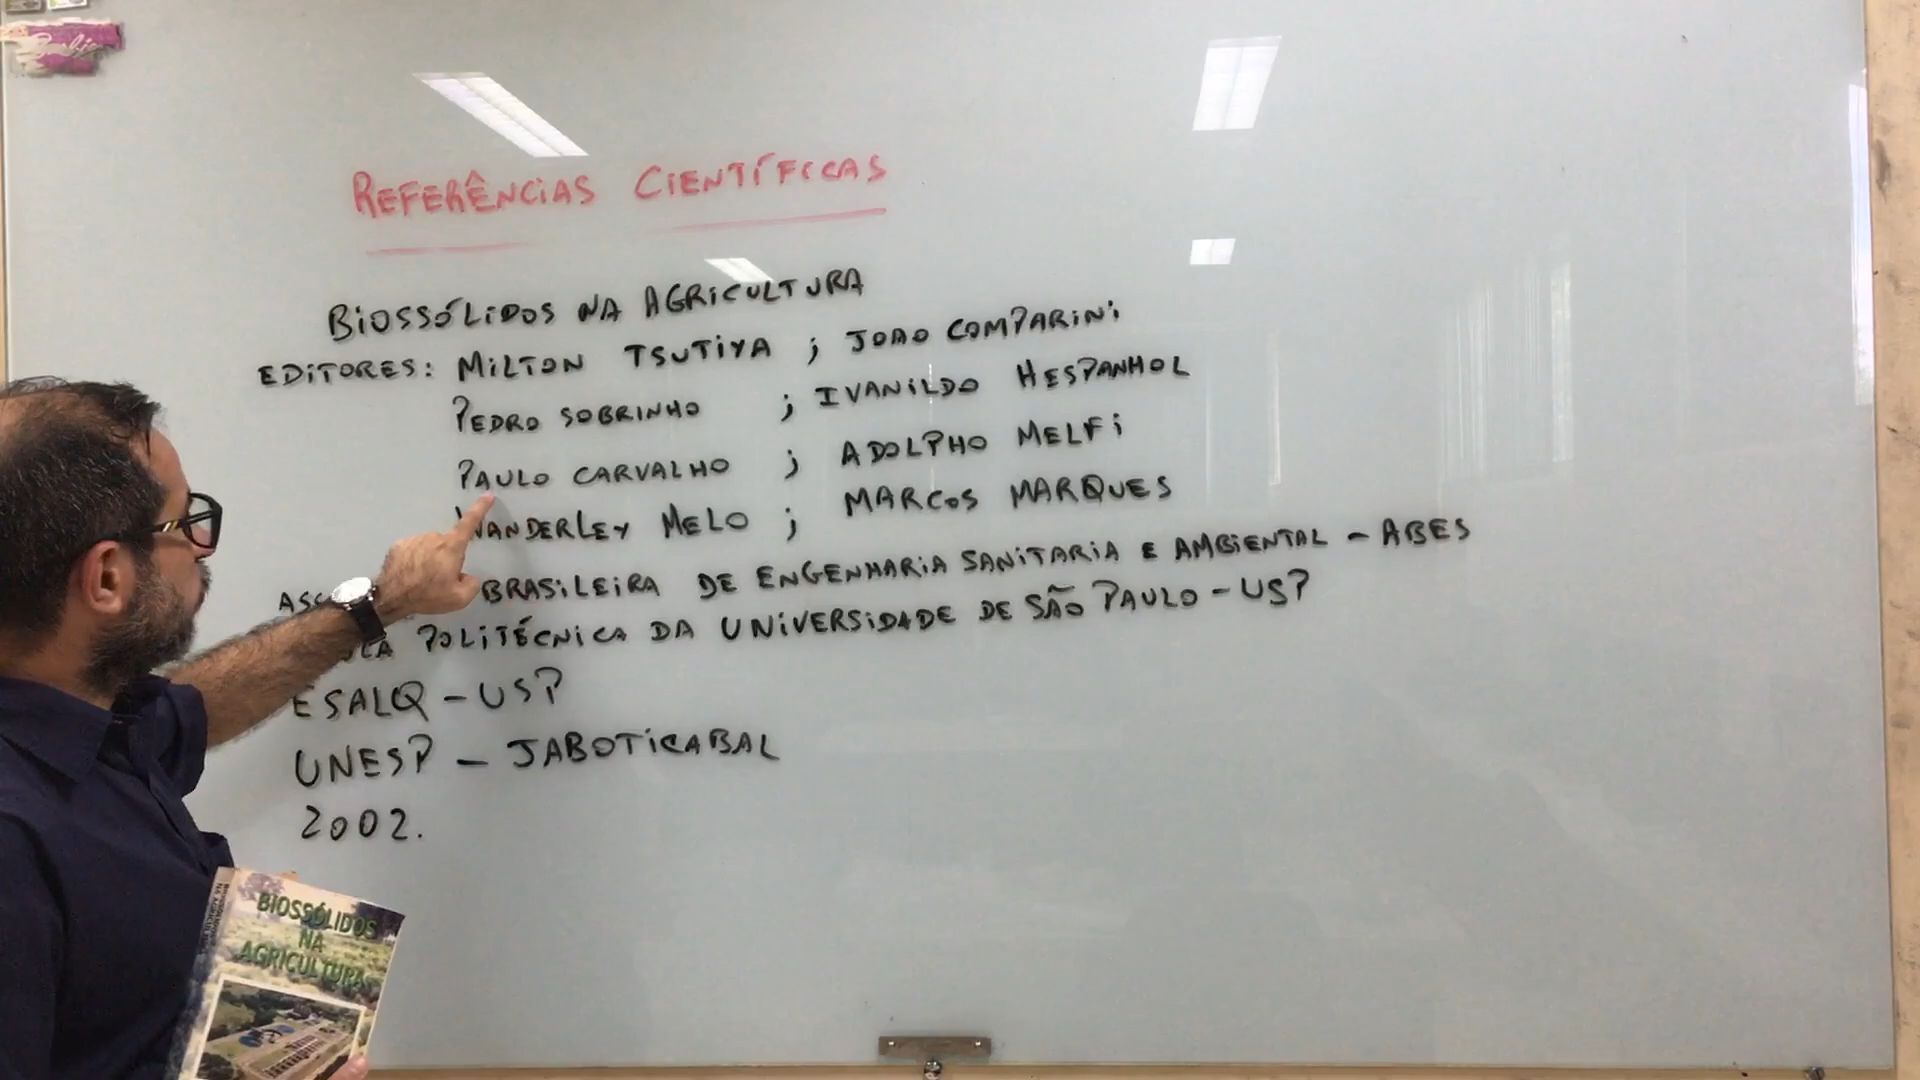 REFERÊNCIAS CIENTÍFICAS
BIOSSÓLIDOS NA AGRICULTURA
EDITORES: MILTON TSUTIYA ; JOAO COMPARINI
PEDRO SOBRINHO ; IVANILDO HESPANHOL
PAULO CARVALHO ; ADOLPHO MELFI
WANDERLEY MELO ; MARCOS MARQUES
BRASILEIRA DE ENGENHARIA SANITARIA E AMBIENTAL - ABES
POLITÉCNICA DA UNIVERSIDADE DE SÃO PAULO - USP
ESALQ - USP
UNESP - JABOTICABAL
2002.
BIOSSÓLIDOS
NA
AGRICULTURA